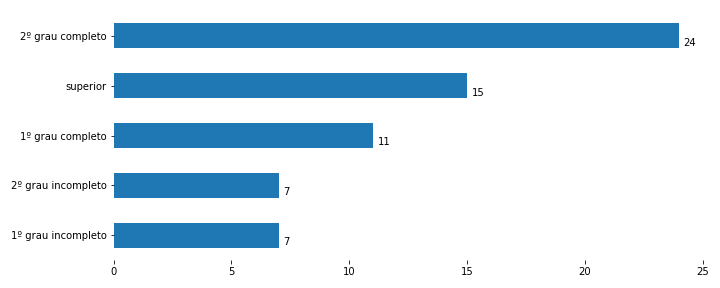 2º grau completo
24
superior
15
1º grau completo
11
2º grau incompleto
7
1º grau incompleto
7
0 5 10 15 20 25